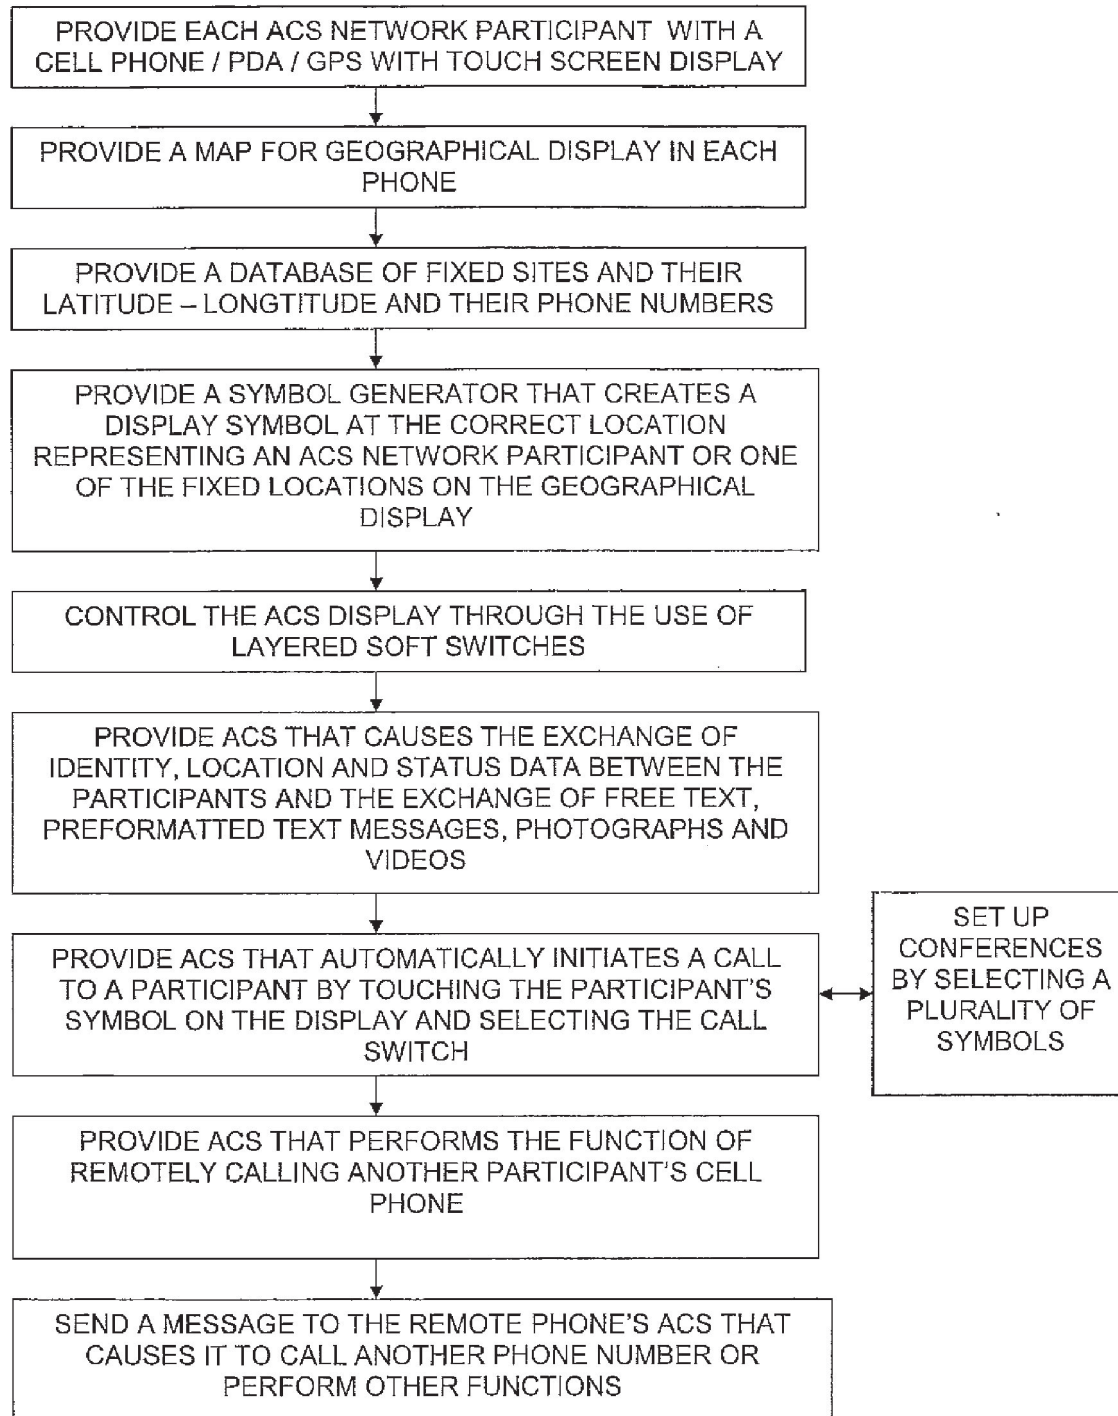 PROVIDE EACH ACS NETWORK PARTICIPANT WITH A
CELL PHONE / PDA / GPS WITH TOUCH SCREEN DISPLAY
PROVIDE A MAP FOR GEOGRAPHICAL DISPLAY IN EACH
PHONE
PROVIDE A DATABASE OF FIXED SITES AND THEIR
LATITUDE – LONGTITUDE AND THEIR PHONE NUMBERS
PROVIDE A SYMBOL GENERATOR THAT CREATES A
DISPLAY SYMBOL AT THE CORRECT LOCATION
REPRESENTING AN ACS NETWORK PARTICIPANT OR ONE
OF THE FIXED LOCATIONS ON THE GEOGRAPHICAL
DISPLAY
CONTROL THE ACS DISPLAY THROUGH THE USE OF
LAYERED SOFT SWITCHES
PROVIDE ACS THAT CAUSES THE EXCHANGE OF
IDENTITY, LOCATION AND STATUS DATA BETWEEN THE
PARTICIPANTS AND THE EXCHANGE OF FREE TEXT,
PREFORMATTED TEXT MESSAGES, PHOTOGRAPHS AND
VIDEOS
PROVIDE ACS THAT AUTOMATICALLY INITIATES A CALL
TO A PARTICIPANT BY TOUCHING THE PARTICIPANT'S
SYMBOL ON THE DISPLAY AND SELECTING THE CALL
SWITCH
SET UP
CONFERENCES
BY SELECTING A
PLURALITY OF
SYMBOLS
PROVIDE ACS THAT PERFORMS THE FUNCTION OF
REMOTELY CALLING ANOTHER PARTICIPANT'S CELL
PHONE
SEND A MESSAGE TO THE REMOTE PHONE'S ACS THAT
CAUSES IT TO CALL ANOTHER PHONE NUMBER OR
PERFORM OTHER FUNCTIONS